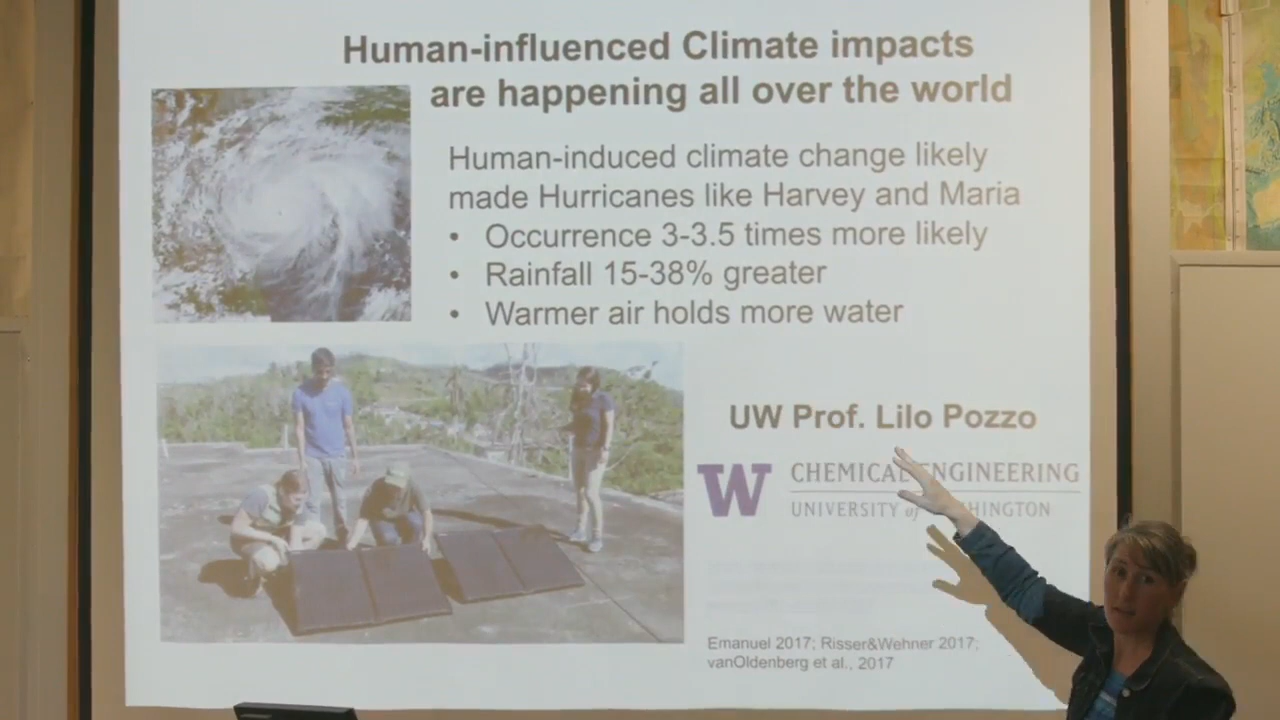 Human-influenced Climate impacts
are happening all over the world
Human-induced climate change likely
made Hurricanes like Harvey and Maria
• Occurrence 3-3.5 times more likely
• Rainfall 15-38% greater
• Warmer air holds more water
UW Prof. Lilo Pozzo
W CHEMICAL ENGINEERING
UNIVERSITY of WASHINGTON
Emanuel 2017; Risser&Wehner 2017;
vanOldenberg et al., 2017